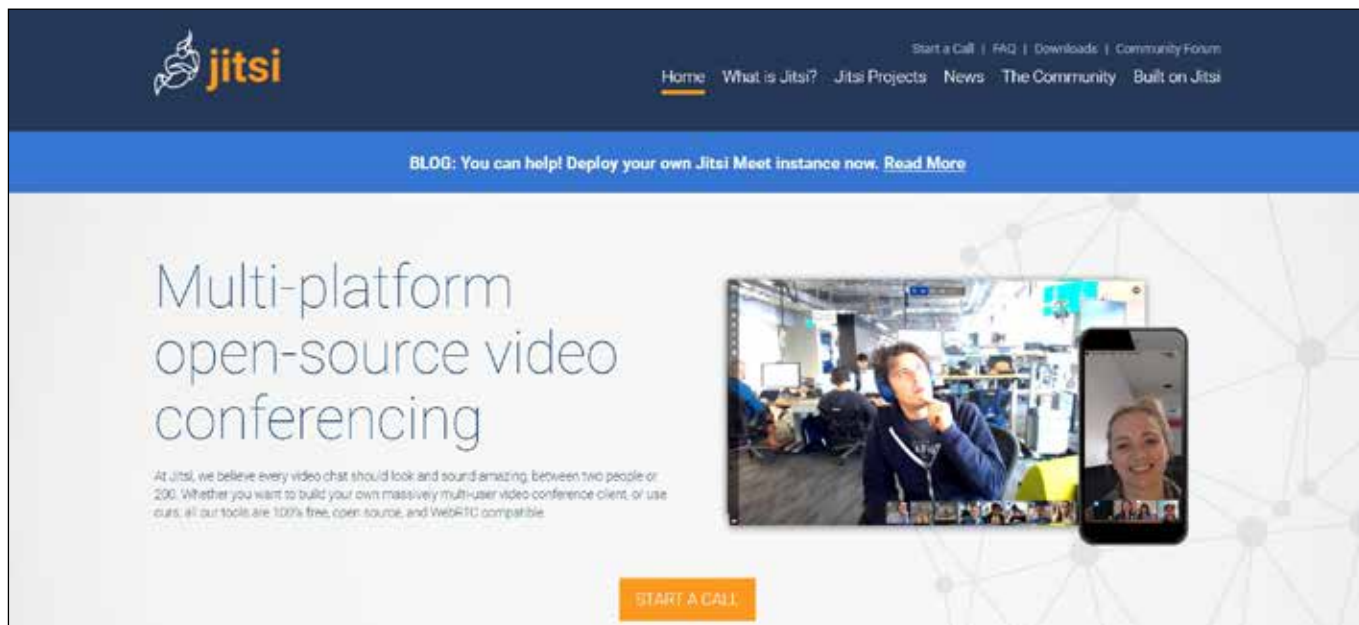 jitsi
Start a Call | FAQ | Downloads | Community Forum
Home What is Jitsi? Jitsi Projects News The Community Built on Jitsi
BLOG: You can help! Deploy your own Jitsi Meet instance now. Read More
Multi-platform
open-source video
conferencing
At Jitsi, we believe every video chat should look and sound amazing, between two people or
200. Whether you want to build your own massively multi-user video conference client, or use
ours, all our tools are 100% free, open source, and WebRTC compatible.
START A CALL